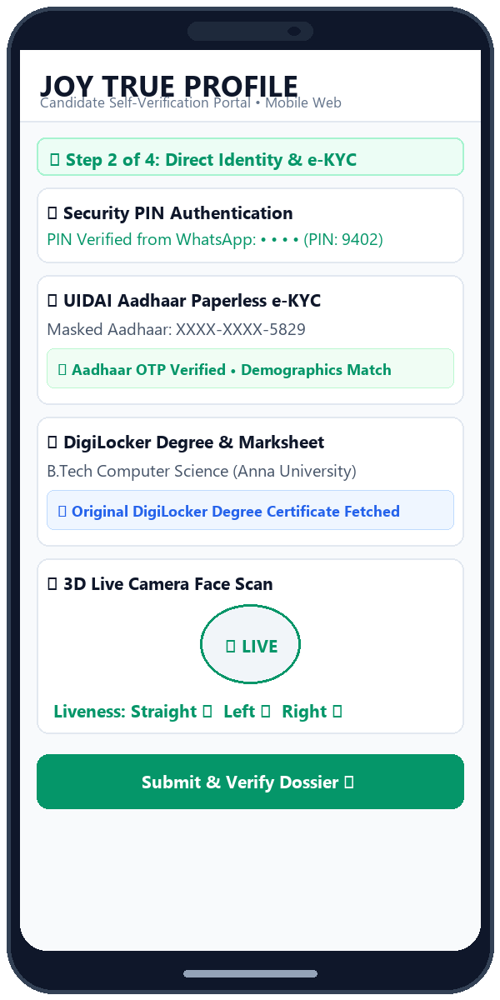 JOY TRUE PROFILE
Candidate Self-Verification Portal • Mobile Web
Step 2 of 4: Direct Identity & e-KYC
Security PIN Authentication
PIN Verified from WhatsApp: • • • • (PIN: 9402)
UIDAI Aadhaar Paperless e-KYC
Masked Aadhaar: XXXX-XXXX-5829
Aadhaar OTP Verified • Demographics Match
DigiLocker Degree & Marksheet
B.Tech Computer Science (Anna University)
Original DigiLocker Degree Certificate Fetched
3D Live Camera Face Scan
LIVE
Liveness: Straight Left Right
Submit & Verify Dossier